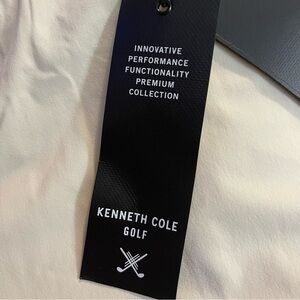 INNOVATIVE
PERFORMANCE
FUNCTIONALITY
PREMIUM
COLLECTION
KENNETH COLE
GOLF